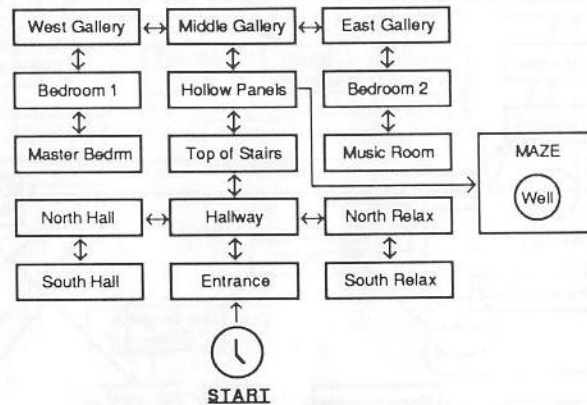 West Gallery
Middle Gallery
East Gallery
Bedroom 1
Hollow Panels
Bedroom 2
Master Bedrm
Top of Stairs
Music Room
MAZE
Well
North Hall
Hallway
North Relax
South Hall
Entrance
South Relax
START